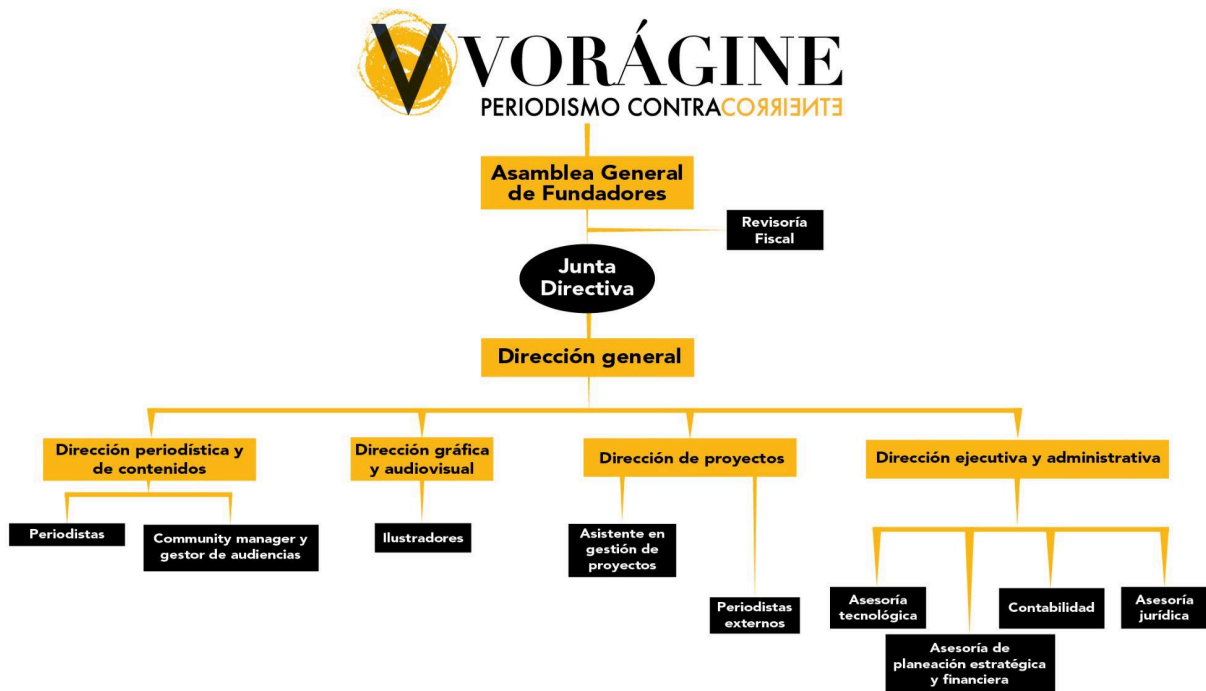 V VORÁGINE
PERIODISMO CONTRACORRIENTE
Asamblea General
de Fundadores
Revisoría
Fiscal
Junta
Directiva
Dirección general
Dirección periodística y
de contenidos
Dirección gráfica
y audiovisual
Dirección de proyectos
Dirección ejecutiva y administrativa
Periodistas
Community manager y
gestor de audiencias
Ilustradores
Asistente en
gestión de
proyectos
Periodistas
externos
Asesoría
tecnológica
Asesoría de
planeación estratégica
y financiera
Contabilidad
Asesoría
jurídica